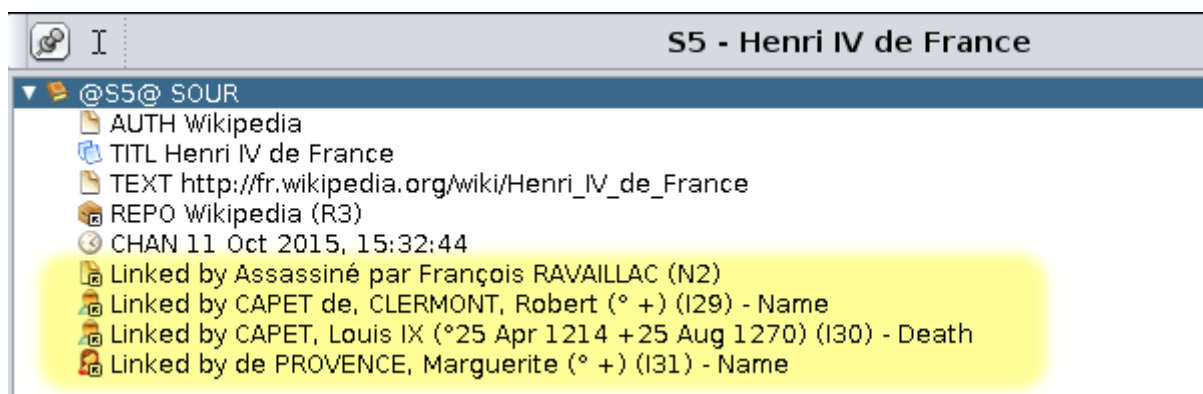 S5 - Henri IV de France
@S5@ SOUR
AUTH Wikipedia
TITL Henri IV de France
TEXT http://fr.wikipedia.org/wiki/Henri_IV_de_France
REPO Wikipedia (R3)
CHAN 11 Oct 2015, 15:32:44
Linked by Assassiné par François RAVAILLAC (N2)
Linked by CAPET de, CLERMONT, Robert (° +) (I29) - Name
Linked by CAPET, Louis IX (°25 Apr 1214 +25 Aug 1270) (I30) - Death
Linked by de PROVENCE, Marguerite (° +) (I31) - Name